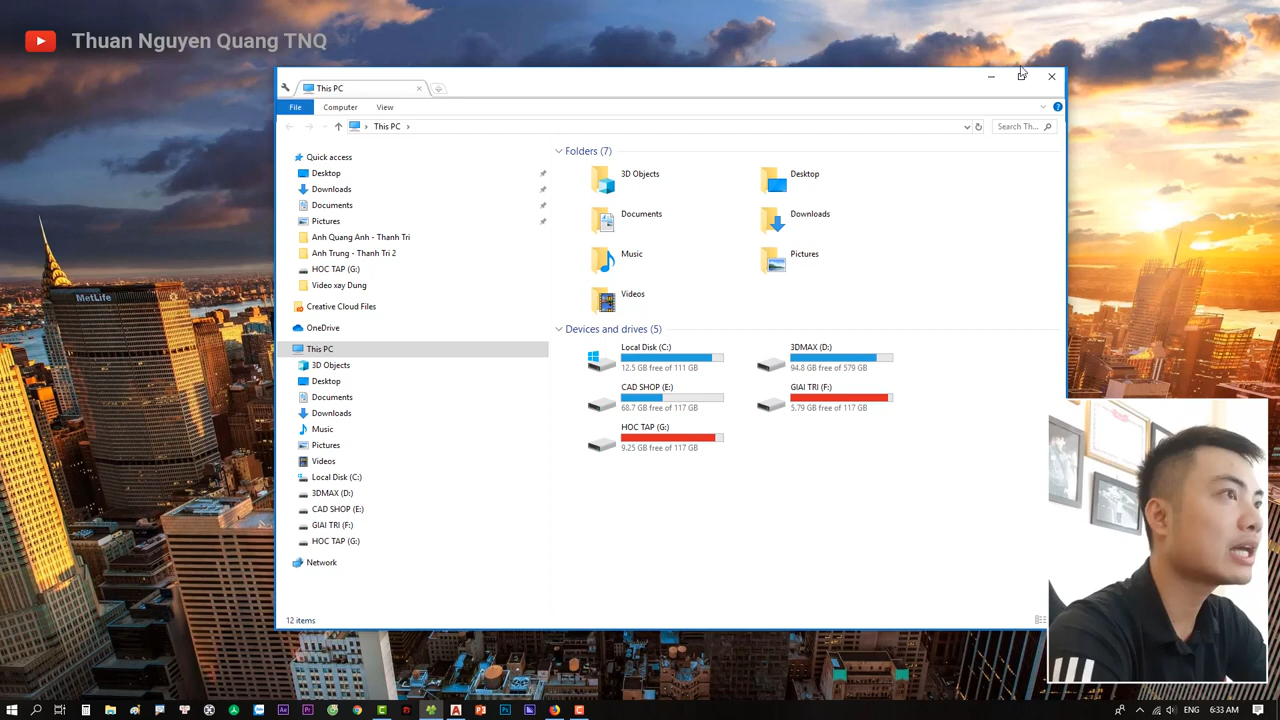 Thuan Nguyen Quang TNQ
This PC
File Computer View
This PC
Search Th...
Quick access
Desktop
Downloads
Documents
Pictures
Anh Quang Anh - Thanh Tri
Anh Trung - Thanh Tri 2
HOC TAP (G:)
Video xay Dung
Creative Cloud Files
OneDrive
This PC
3D Objects
Desktop
Documents
Downloads
Music
Pictures
Videos
Local Disk (C:)
3DMAX (D:)
CAD SHOP (E:)
GIAI TRI (F:)
HOC TAP (G:)
Network
Folders (7)
3D Objects
Desktop
Documents
Downloads
Music
Pictures
Videos
Devices and drives (5)
Local Disk (C:)
12.5 GB free of 111 GB
3DMAX (D:)
94.8 GB free of 579 GB
CAD SHOP (E:)
68.7 GB free of 117 GB
GIAI TRI (F:)
5.79 GB free of 117 GB
HOC TAP (G:)
9.25 GB free of 117 GB
12 items
MetLife
ENG 6:33 AM